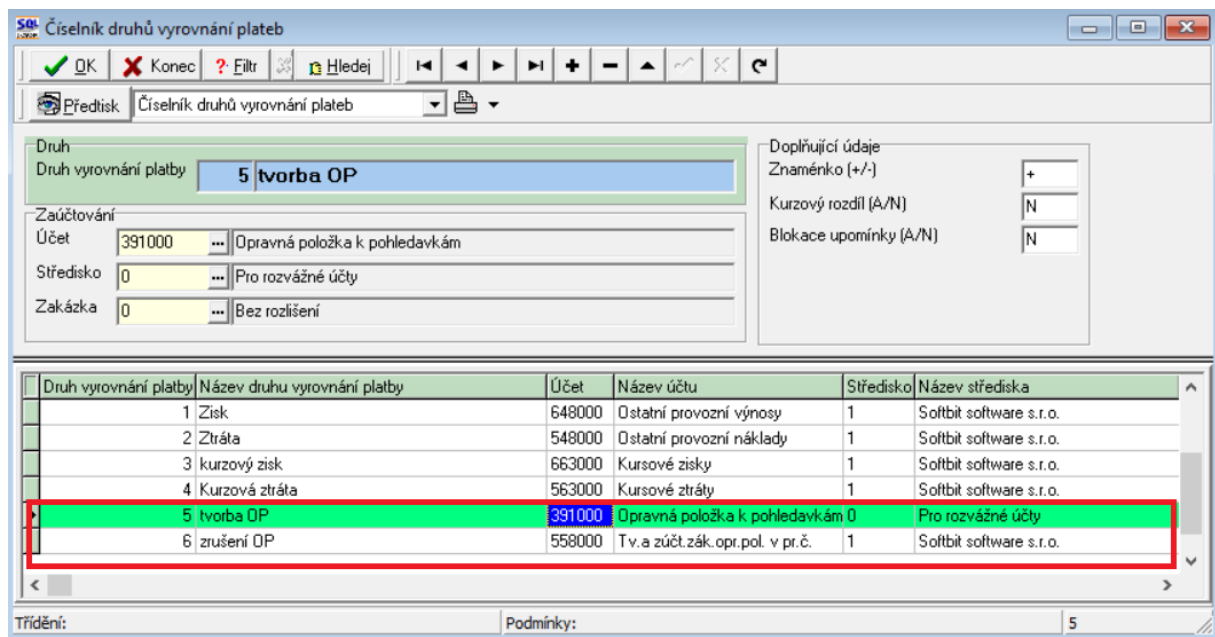 SQL Číselník druhů vyrovnání plateb
OK Konec ? Filtr Hledej
Předtisk Číselník druhů vyrovnání plateb
Druh
Druh vyrovnání platby 5 tvorba OP
Zaúčtování
Účet 391000 ... Opravná položka k pohledavkám
Středisko 0 ... Pro rozvážné účty
Zakázka 0 ... Bez rozlišení
Doplňující údaje
Znaménko (+/-) +
Kurzový rozdíl (A/N) N
Blokace upomínky (A/N) N
Druh vyrovnání platby Název druhu vyrovnání platby Účet Název účtu Středisko Název střediska
1 Zisk 648000 Ostatní provozní výnosy 1 Softbit software s.r.o.
2 Ztráta 548000 Ostatní provozní náklady 1 Softbit software s.r.o.
3 kurzový zisk 663000 Kursové zisky 1 Softbit software s.r.o.
4 Kurzová ztráta 563000 Kursové ztráty 1 Softbit software s.r.o.
5 tvorba OP 391000 Opravná položka k pohledavkám 0 Pro rozvážné účty
6 zrušení OP 558000 Tv.a zúčt.zák.opr.pol. v pr.č. 1 Softbit software s.r.o.
Třídění: Podmínky: 5